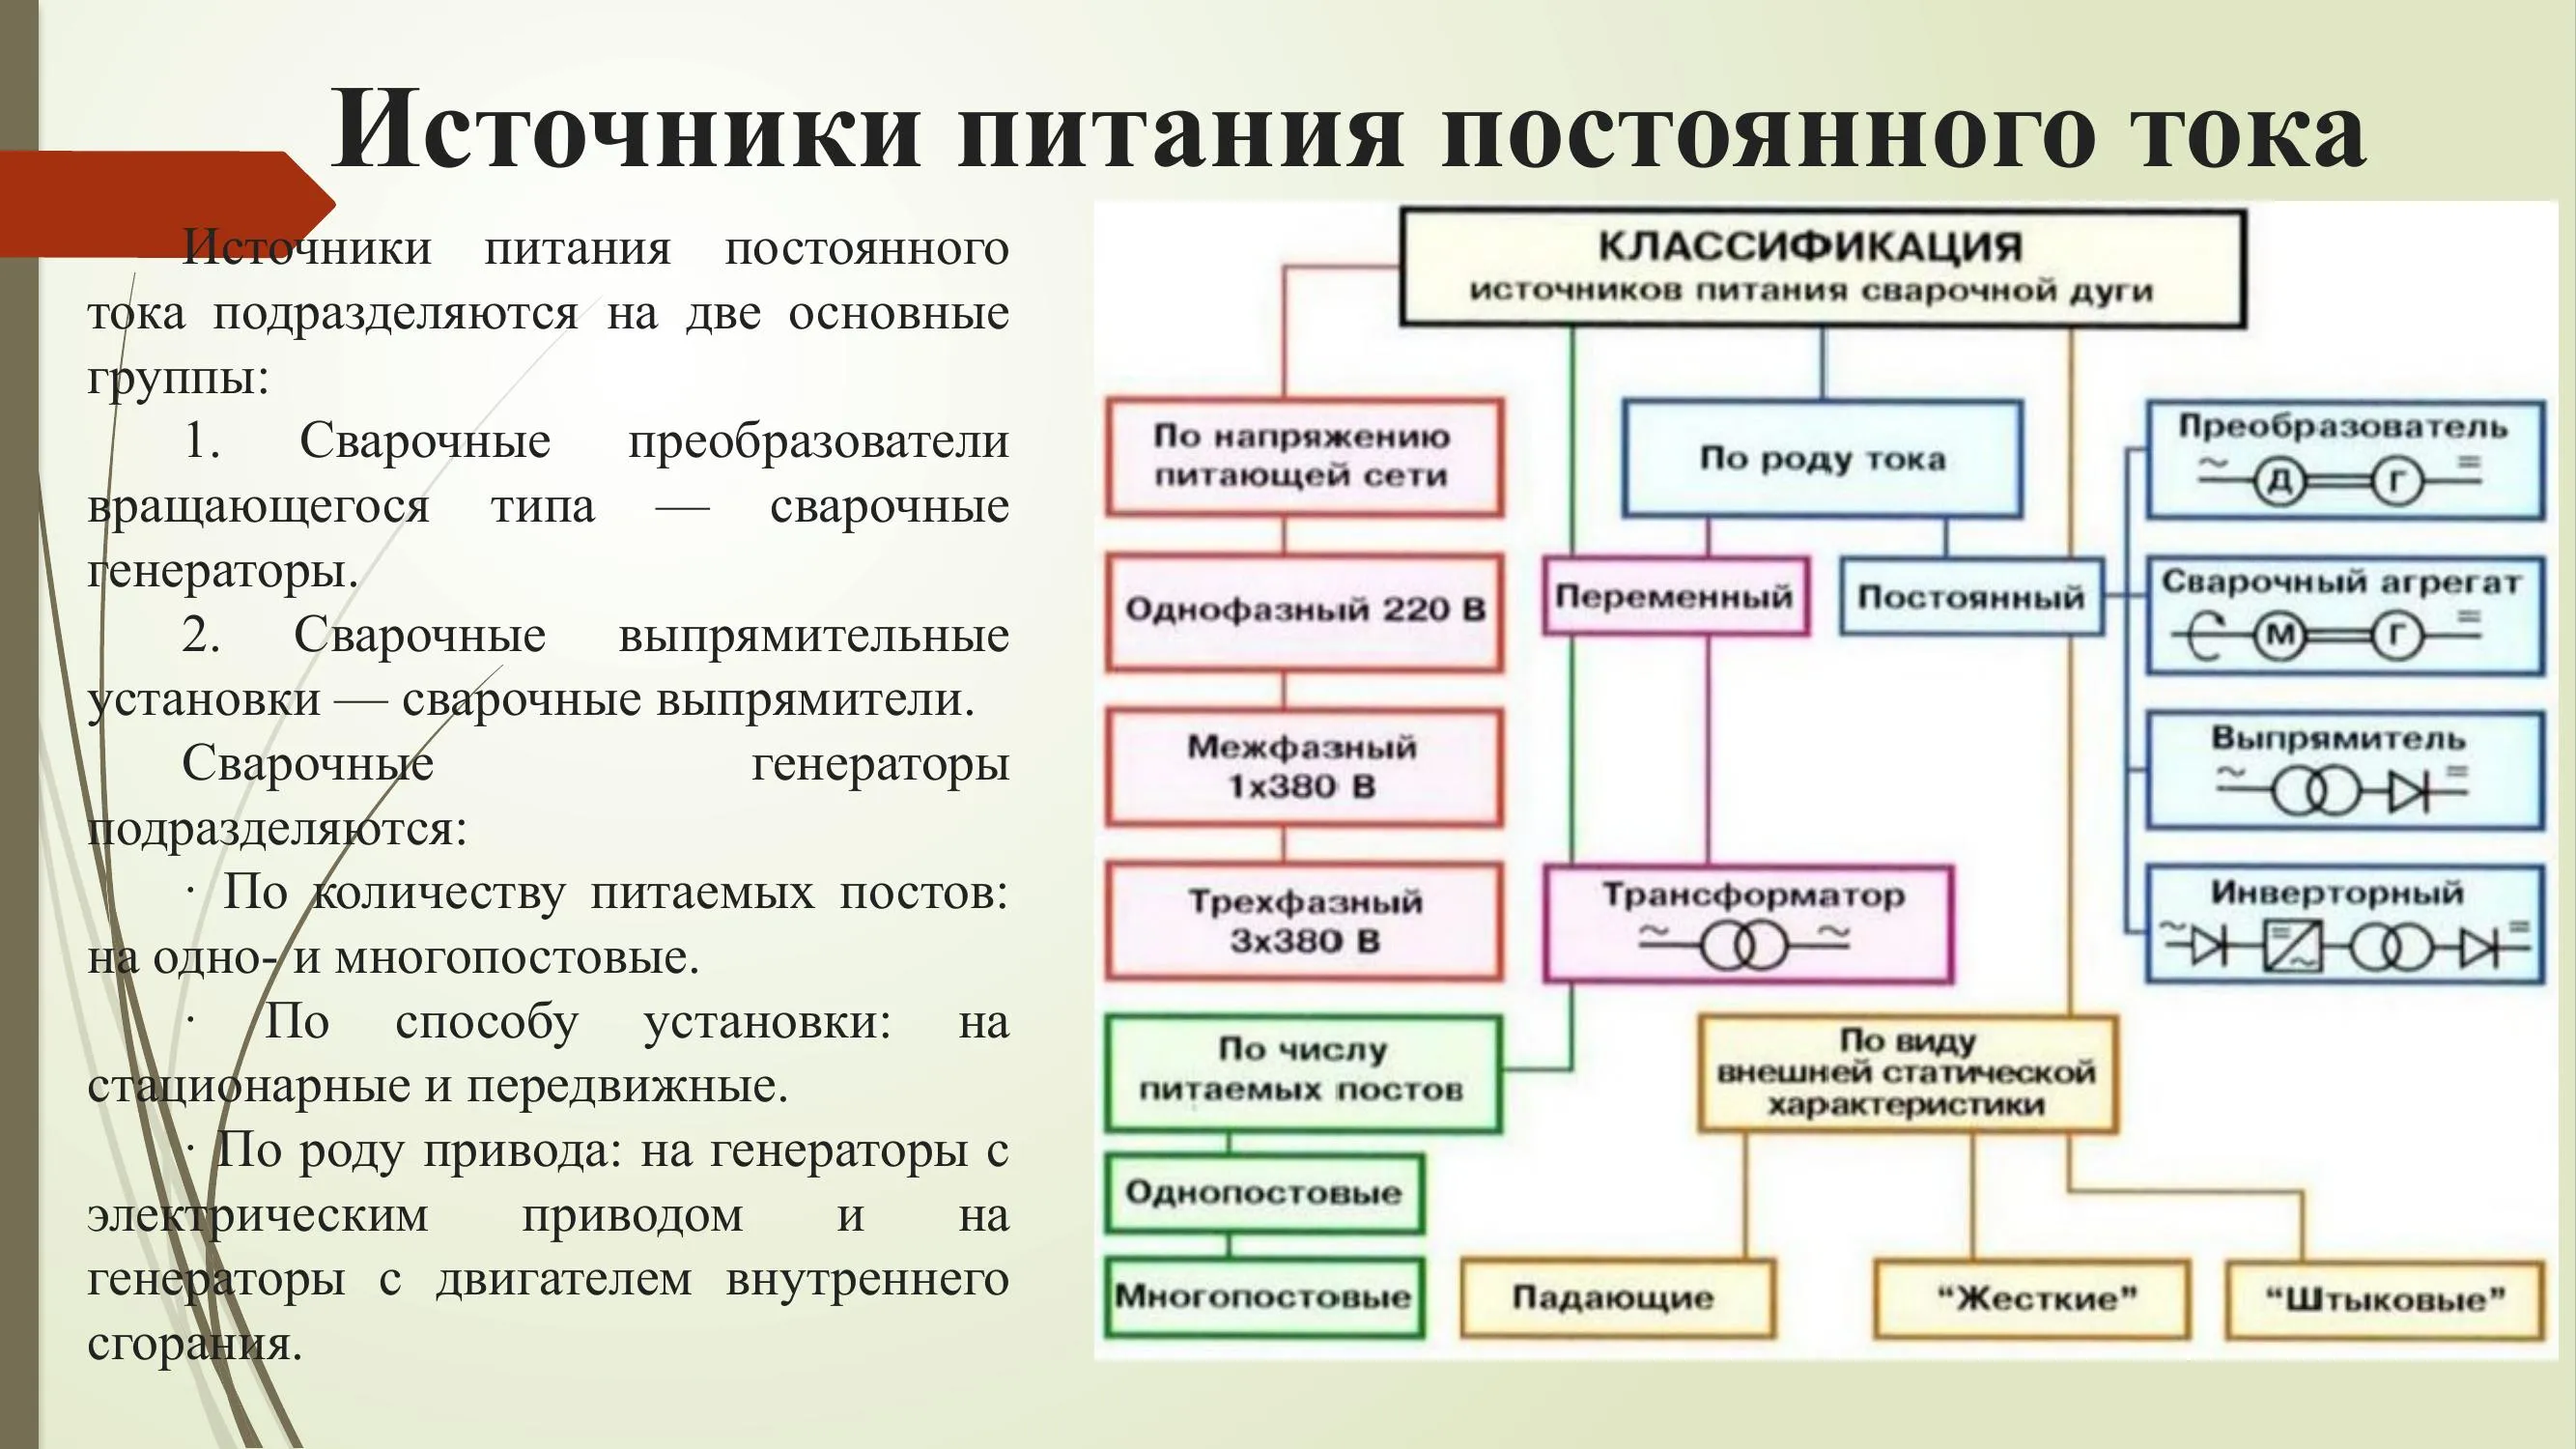 Источники питания постоянного тока
Источники питания постоянного
тока подразделяются на две основные
группы:
1. Сварочные преобразователи
вращающегося типа — сварочные
генераторы.
2. Сварочные выпрямительные
установки — сварочные выпрямители.
Сварочные генераторы
подразделяются:
· По количеству питаемых постов:
на одно- и многопостовые.
· По способу установки: на
стационарные и передвижные.
· По роду привода: на генераторы с
электрическим приводом и на
генераторы с двигателем внутреннего
сгорания.
КЛАССИФИКАЦИЯ
источников питания сварочной дуги
По напряжению
питающей сети
Однофазный 220 В
Межфазный
1х380 В
Трехфазный
3х380 В
По числу
питаемых постов
Однопостовые
Многопостовые
По роду тока
Переменный
Постоянный
Трансформатор
~ ~
Преобразователь
~ Д Г =
Сварочный агрегат
М Г =
Выпрямитель
~ =
Инверторный
~ = ~ =
По виду
внешней статической
характеристики
Падающие
“Жесткие”
“Штыковые”